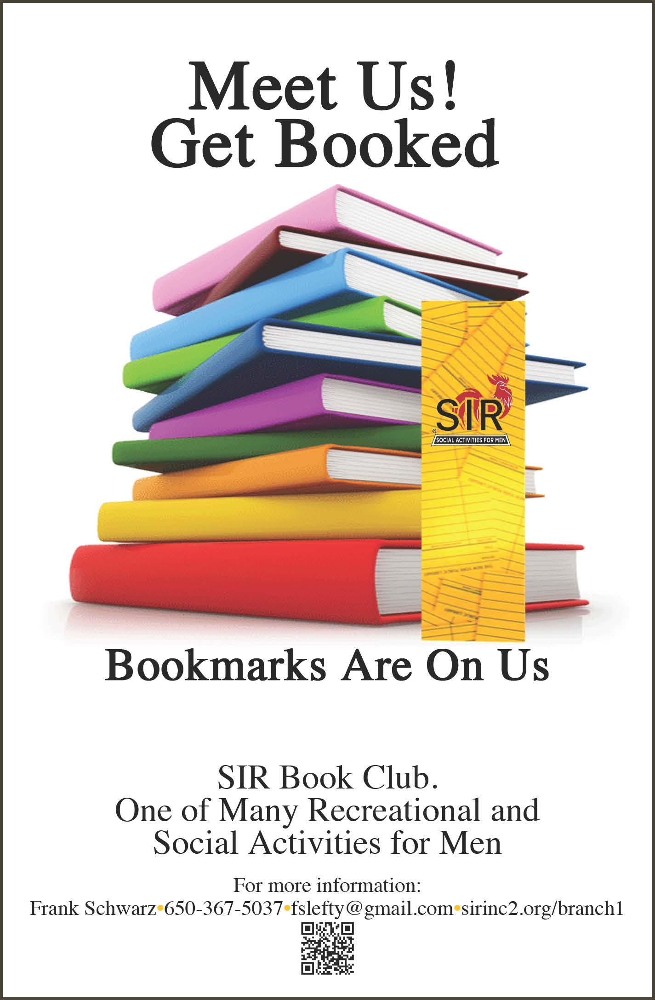 Meet Us!
Get Booked
SIR
SOCIAL ACTIVITIES FOR MEN
Bookmarks Are On Us
SIR Book Club.
One of Many Recreational and
Social Activities for Men
For more information:
Frank Schwarz•650-367-5037•fslefty@gmail.com•sirinc2.org/branch1